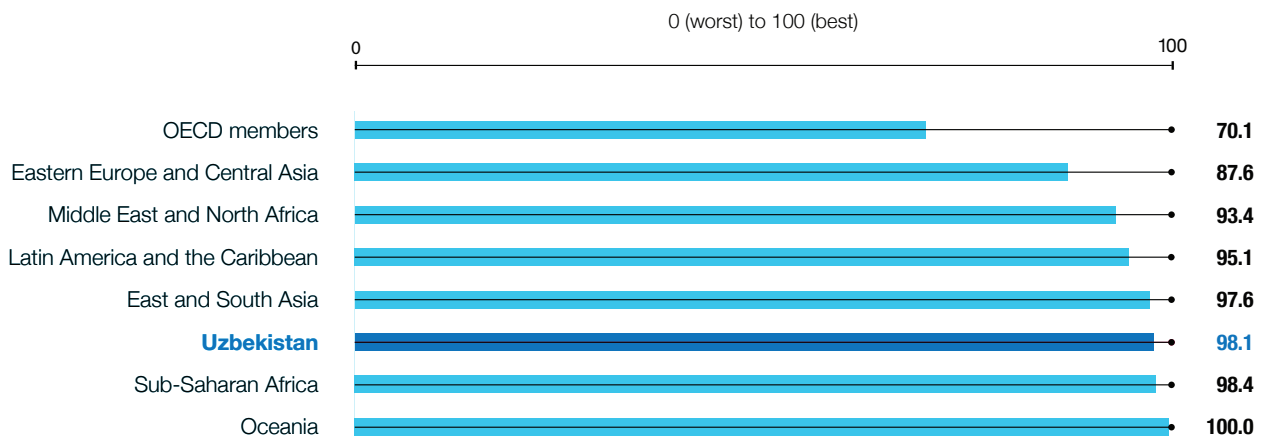 0 (worst) to 100 (best)
0 100
OECD members 70.1
Eastern Europe and Central Asia 87.6
Middle East and North Africa 93.4
Latin America and the Caribbean 95.1
East and South Asia 97.6
Uzbekistan 98.1
Sub-Saharan Africa 98.4
Oceania 100.0